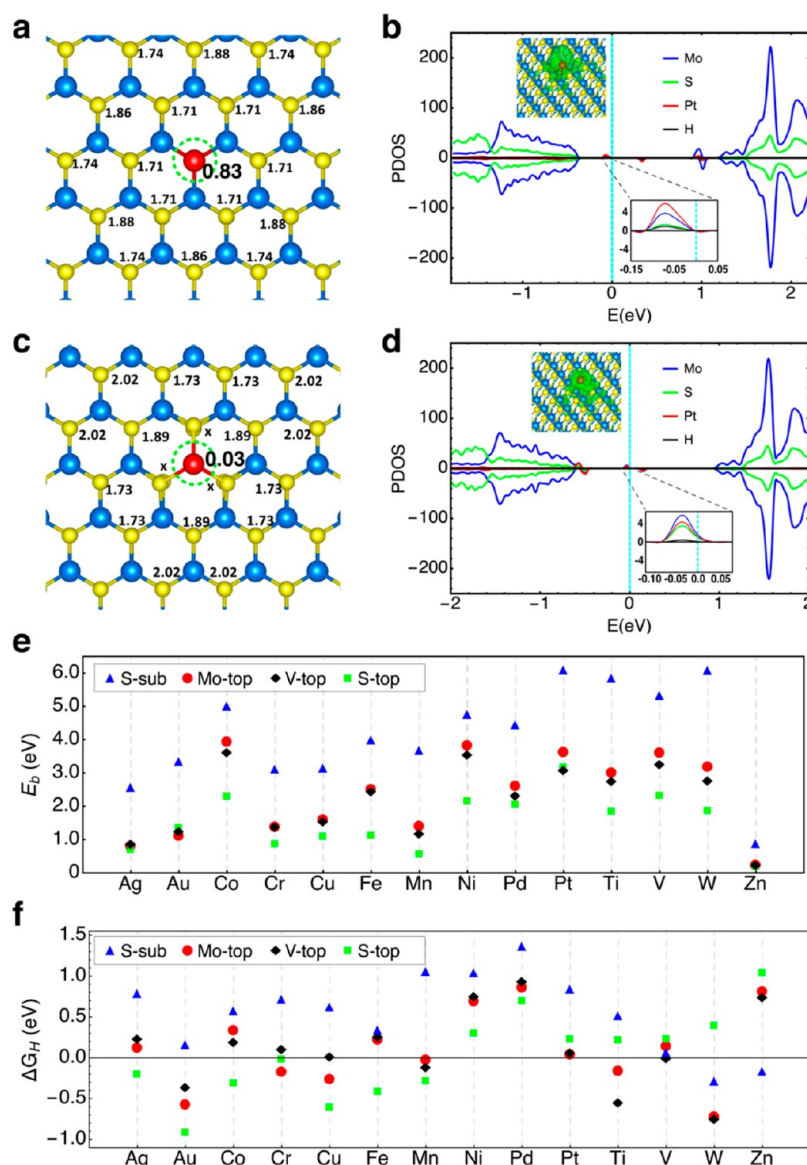 a
1.74 1.88 1.74
1.86 1.71 1.71 1.86
1.74 1.71 0.83 1.71
1.71 1.71
1.88 1.88
1.74 1.86 1.74
b
PDOS
200
100
0
−100
−200
Mo
S
Pt
H
4
0
-4
-0.15 -0.05 0.05
−1 0 1 2
E(eV)
c
2.02 1.73 1.73 2.02
2.02 1.89 x 1.89 2.02
x 0.03
1.73 x 1.73
1.73 1.89 1.73
2.02 2.02
d
PDOS
200
100
0
−100
−200
Mo
S
Pt
H
4
0
-4
-0.10 -0.05 0.0 0.05
−2 −1 0 1 2
E(eV)
e
S-sub Mo-top V-top S-top
E_b (eV)
6.0
5.0
4.0
3.0
2.0
1.0
0
Ag Au Co Cr Cu Fe Mn Ni Pd Pt Ti V W Zn
f
S-sub Mo-top V-top S-top
ΔG_H (eV)
1.5
1.0
0.5
0.0
−0.5
−1.0
Ag Au Co Cr Cu Fe Mn Ni Pd Pt Ti V W Zn